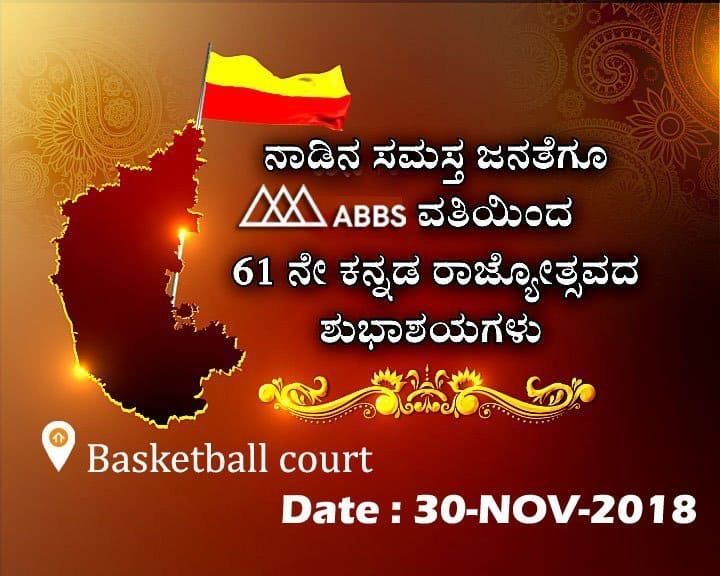 ನಾಡಿನ ಸಮಸ್ತ ಜನತೆಗೂ
ABBS ವತಿಯಿಂದ
61 ನೇ ಕನ್ನಡ ರಾಜ್ಯೋತ್ಸವದ
ಶುಭಾಶಯಗಳು
Basketball court
Date : 30-NOV-2018